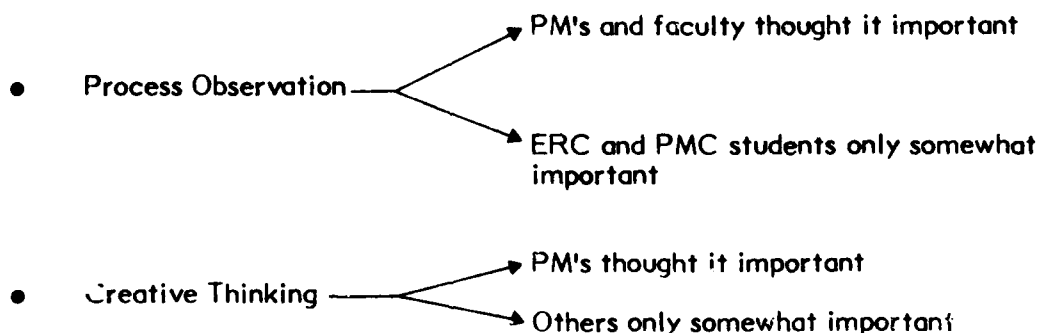 PM's and faculty thought it important
● Process Observation
ERC and PMC students only somewhat
important
PM's thought it important
● Creative Thinking
Others only somewhat important